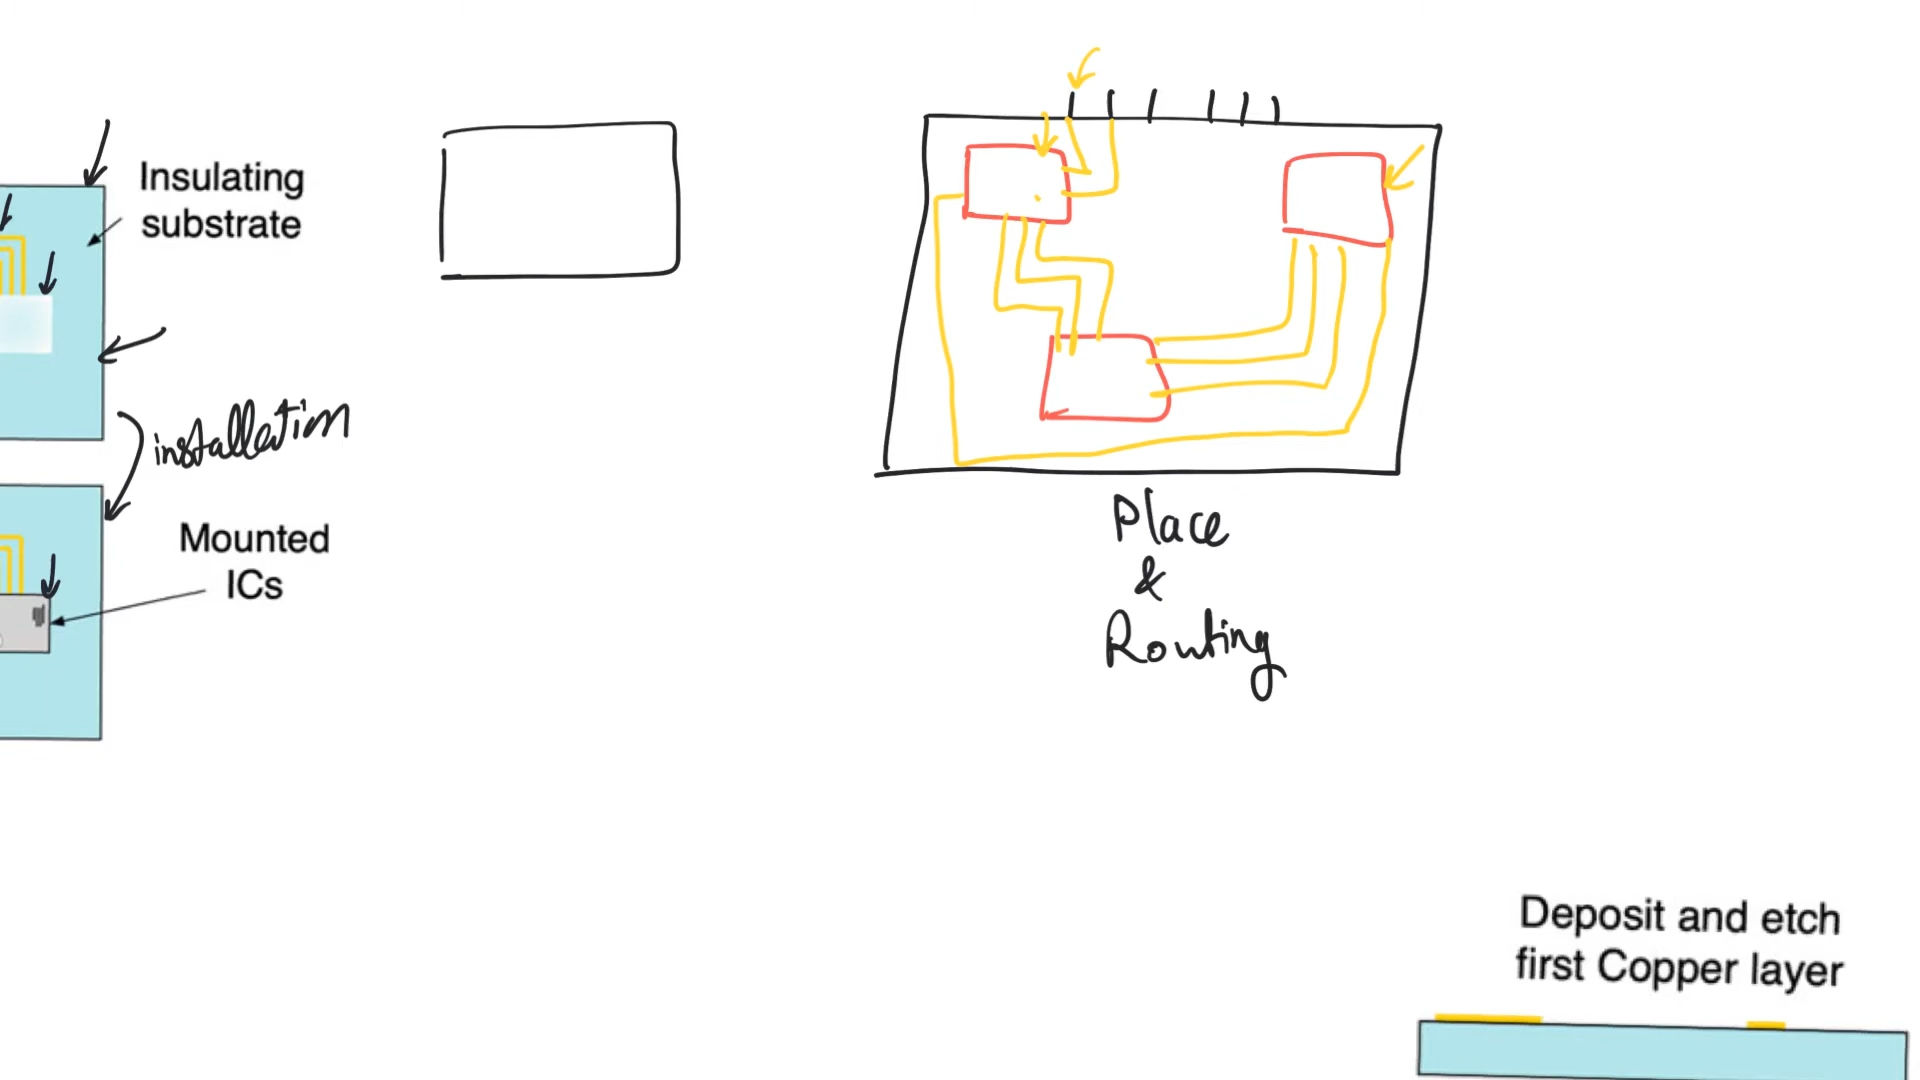 Insulating
substrate
installation
Mounted
ICs
Place
&
Routing
Deposit and etch
first Copper layer